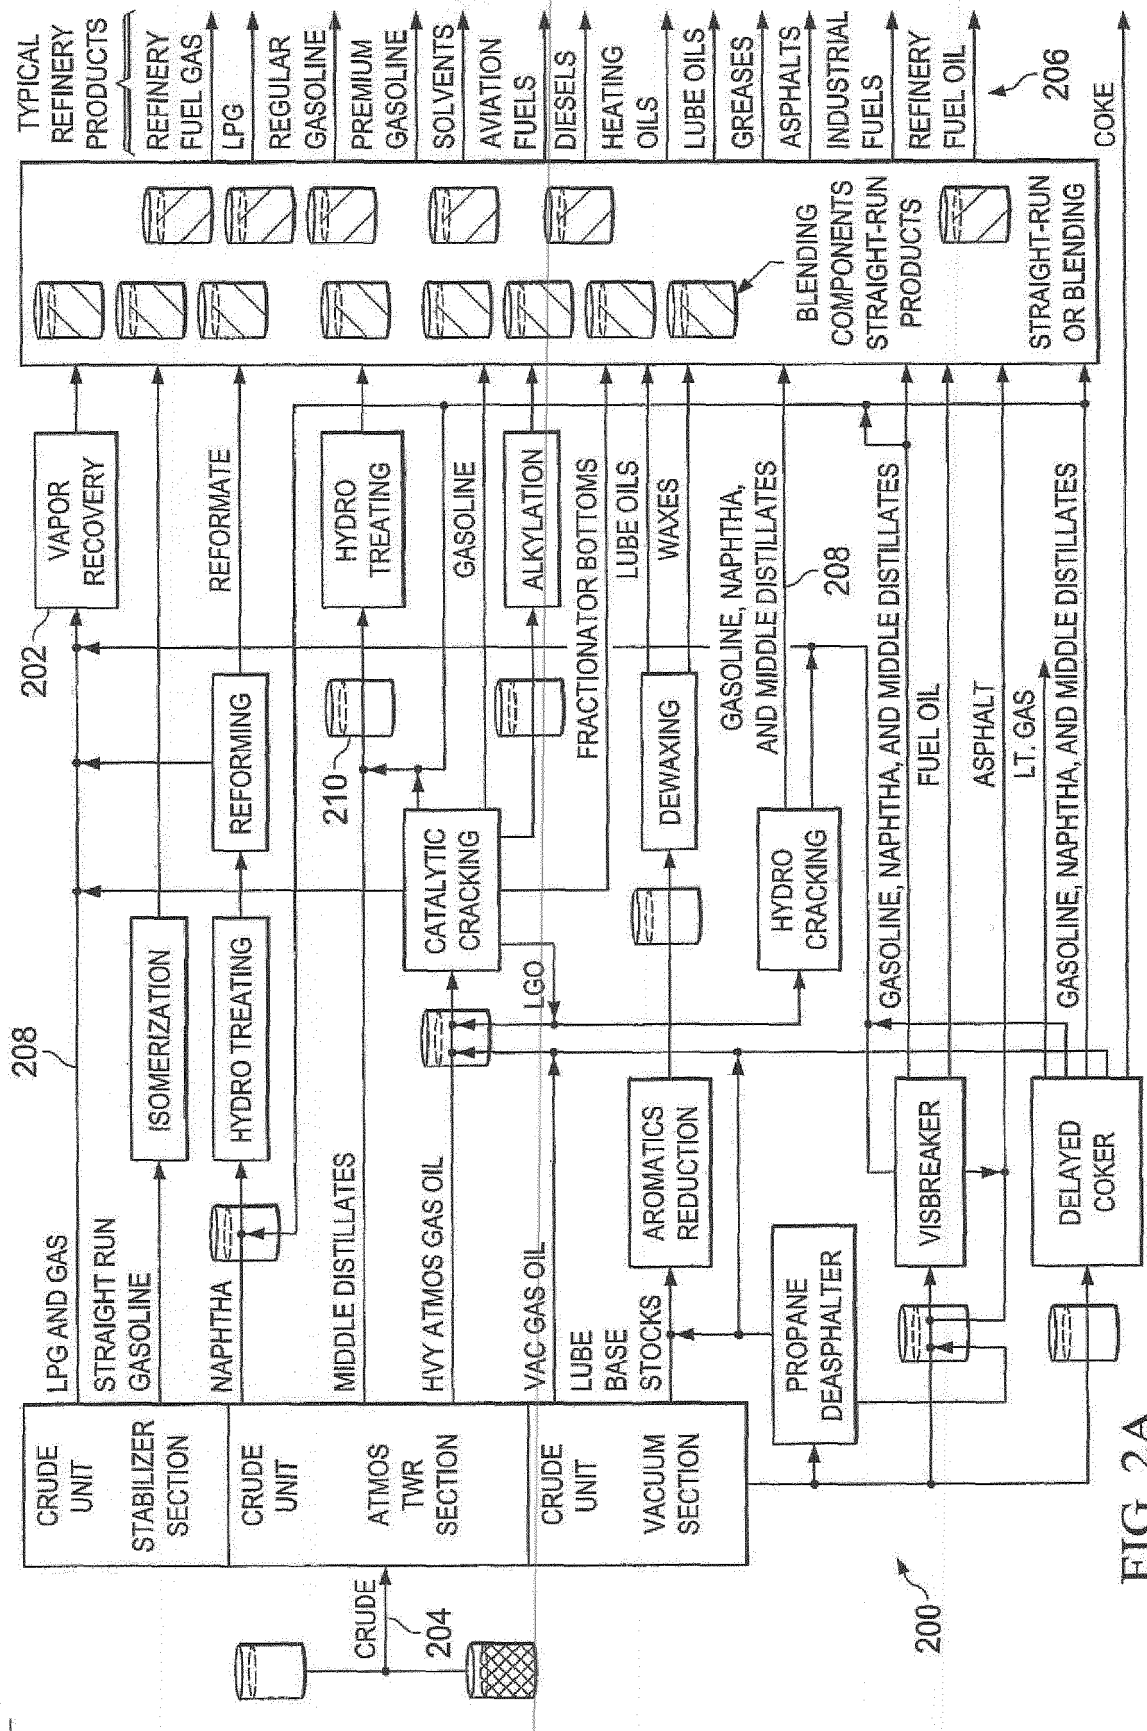 TYPICAL
REFINERY
PRODUCTS
REFINERY
FUEL GAS
LPG
REGULAR
GASOLINE
PREMIUM
GASOLINE
SOLVENTS
AVIATION
FUELS
DIESELS
HEATING
OILS
LUBE OILS
GREASES
ASPHALTS
INDUSTRIAL
FUELS
REFINERY
FUEL OIL
206
COKE
BLENDING
COMPONENTS
STRAIGHT-RUN
PRODUCTS
STRAIGHT-RUN
OR BLENDING
VAPOR
RECOVERY
202
REFORMATE
HYDRO
TREATING
GASOLINE
ALKYLATION
FRACTIONATOR BOTTOMS
LUBE OILS
WAXES
GASOLINE, NAPHTHA,
AND MIDDLE DISTILLATES
208
GASOLINE, NAPHTHA, AND MIDDLE DISTILLATES
FUEL OIL
ASPHALT
LT. GAS
GASOLINE, NAPHTHA, AND MIDDLE DISTILLATES
REFORMING
210
CATALYTIC
CRACKING
LGO
DEWAXING
HYDRO
CRACKING
208
ISOMERIZATION
HYDRO TREATING
AROMATICS
REDUCTION
VISBREAKER
DELAYED
COKER
LPG AND GAS
STRAIGHT RUN
GASOLINE
NAPHTHA
MIDDLE DISTILLATES
HVY ATMOS GAS OIL
VAC GAS OIL
LUBE
BASE
STOCKS
PROPANE
DEASPHALTER
CRUDE
UNIT
STABILIZER
SECTION
CRUDE
UNIT
ATMOS
TWR
SECTION
CRUDE
UNIT
VACUUM
SECTION
CRUDE
204
200
FIG. 2A